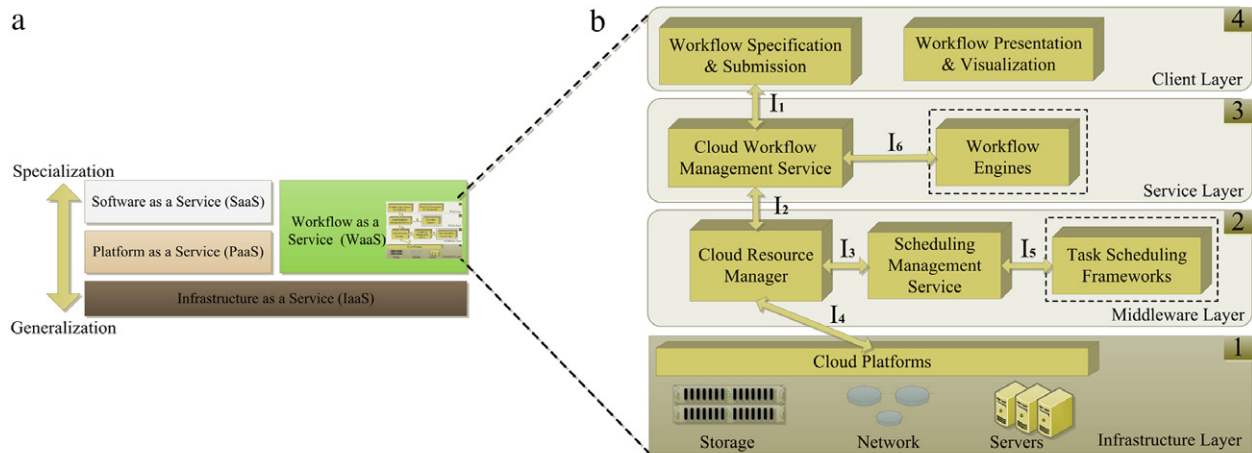 a
Specialization
Software as a Service (SaaS)
Platform as a Service (PaaS)
Workflow as a
Service (WaaS)
Infrastructure as a Service (IaaS)
Generalization
b
4
Workflow Specification
& Submission
Workflow Presentation
& Visualization
Client Layer
I1
3
Cloud Workflow
Management Service
I6
Workflow
Engines
Service Layer
I2
2
Cloud Resource
Manager
I3
Scheduling
Management
Service
I5
Task Scheduling
Frameworks
Middleware Layer
I4
1
Cloud Platforms
Storage
Network
Servers
Infrastructure Layer